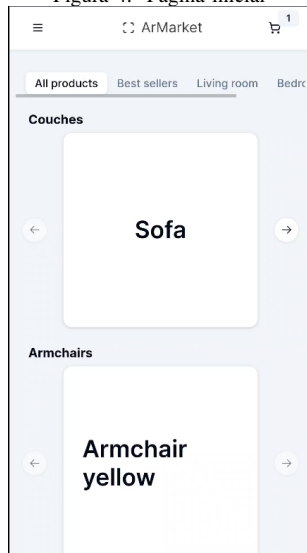 Figura 4. Página inicial
ArMarket
1
All products Best sellers Living room Bedro
Couches
Sofa
Armchairs
Armchair
yellow